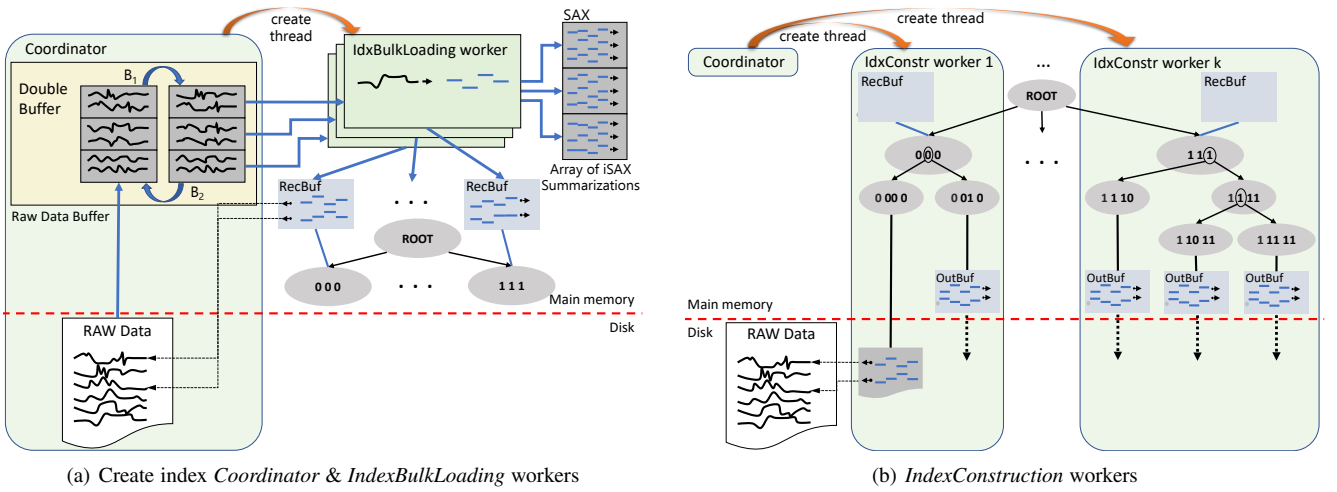 create
thread
Coordinator
Double
Buffer
B1
B2
Raw Data Buffer
IdxBulkLoading worker
SAX
Array of iSAX
Summarizations
RecBuf
. . .
RecBuf
ROOT
0 0 0
. . .
1 1 1
Main memory
Disk
RAW Data
(a) Create index Coordinator & IndexBulkLoading workers
create thread
create thread
Coordinator
IdxConstr worker 1
...
IdxConstr worker k
RecBuf
RecBuf
ROOT
. . .
0 0 0
1 1 1
0 00 0
0 01 0
1 1 10
1 1 11
1 10 11
1 11 11
OutBuf
OutBuf
OutBuf
OutBuf
Main memory
Disk
RAW Data
(b) IndexConstruction workers